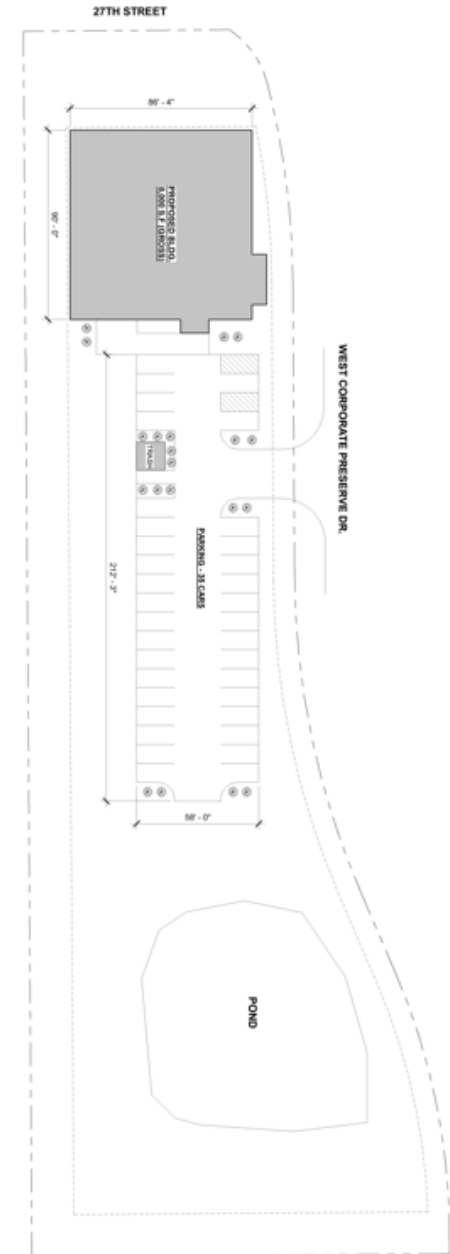 27TH STREET
86' - 4"
90' - 0"
PROPOSED BLDG.
8,000 S.F (GROSS)
WEST CORPORATE PRESERVE DR.
TRASH
PARKING - 35 CARS
212' - 3"
58' - 0"
POND